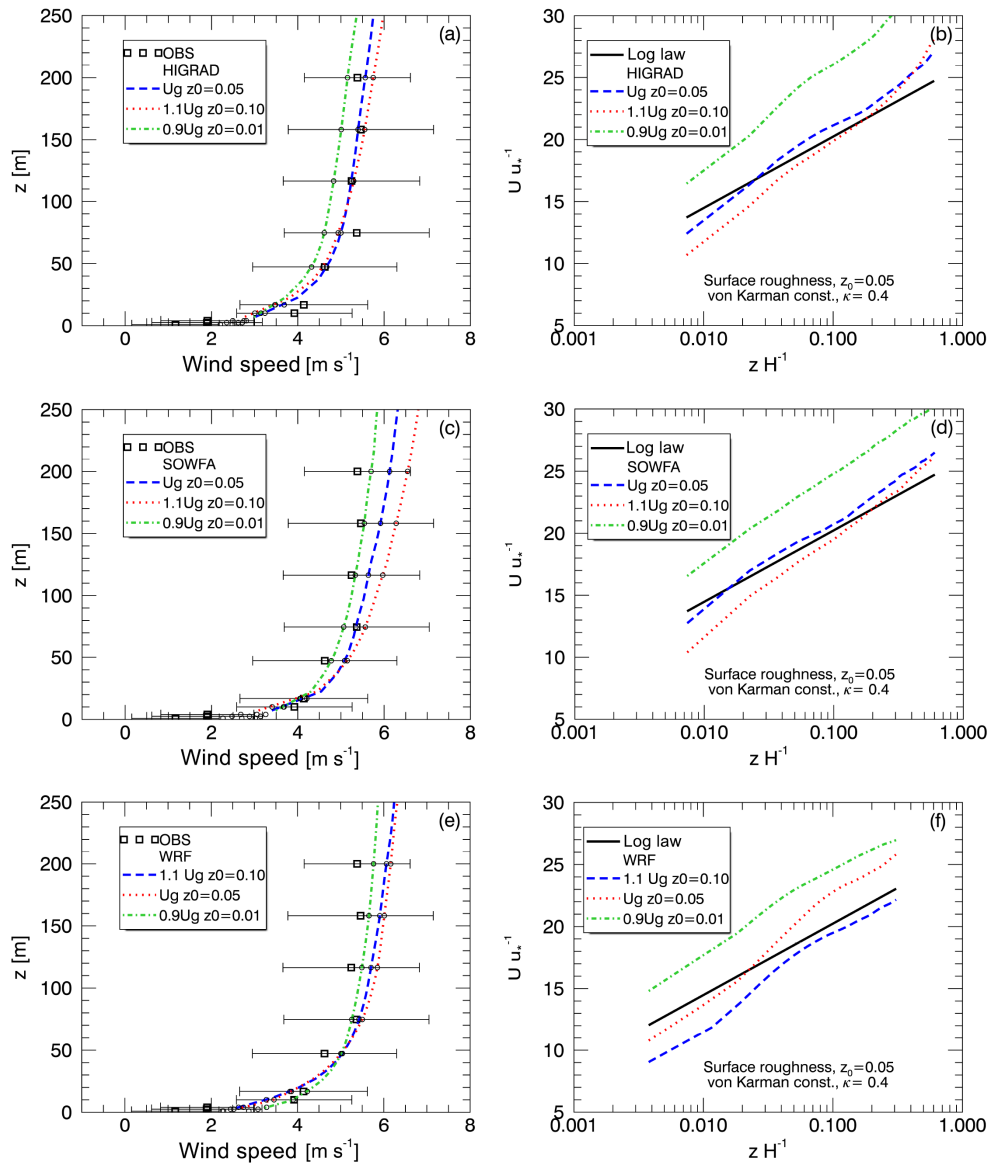 250
200
150
100
50
0
z [m]
(a)
OBS
HIGRAD
Ug z0=0.05
1.1Ug z0=0.10
0.9Ug z0=0.01
0 2 4 6 8
Wind speed [m s⁻¹]
30
25
20
15
10
5
U u*⁻¹
(b)
Log law
HIGRAD
Ug z0=0.05
1.1Ug z0=0.10
0.9Ug z0=0.01
Surface roughness, z₀=0.05
von Karman const., κ= 0.4
0.001 0.010 0.100 1.000
z H⁻¹
250
200
150
100
50
0
z [m]
(c)
OBS
SOWFA
Ug z0=0.05
1.1Ug z0=0.10
0.9Ug z0=0.01
0 2 4 6 8
Wind speed [m s⁻¹]
30
25
20
15
10
5
U u*⁻¹
(d)
Log law
SOWFA
Ug z0=0.05
1.1Ug z0=0.10
0.9Ug z0=0.01
Surface roughness, z₀=0.05
von Karman const., κ= 0.4
0.001 0.010 0.100 1.000
z H⁻¹
250
200
150
100
50
0
z [m]
(e)
OBS
WRF
1.1 Ug z0=0.10
Ug z0=0.05
0.9Ug z0=0.01
0 2 4 6 8
Wind speed [m s⁻¹]
30
25
20
15
10
5
U u*⁻¹
(f)
Log law
WRF
1.1 Ug z0=0.10
Ug z0=0.05
0.9Ug z0=0.01
Surface roughness, z₀=0.05
von Karman const., κ= 0.4
0.001 0.010 0.100 1.000
z H⁻¹